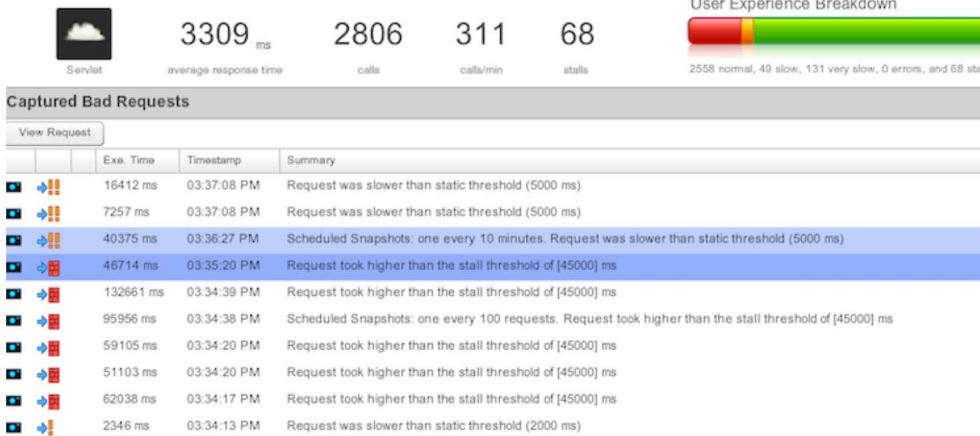 User Experience Breakdown
3309 ms 2806 311 68
Servlet average response time calls calls/min stalls
2558 normal, 49 slow, 131 very slow, 0 errors, and 68
Captured Bad Requests
View Request
Exe. Time Timestamp Summary
16412 ms 03:37:08 PM Request was slower than static threshold (5000 ms)
7257 ms 03:37:08 PM Request was slower than static threshold (5000 ms)
40375 ms 03:36:27 PM Scheduled Snapshots: one every 10 minutes. Request was slower than static threshold (5000 ms)
46714 ms 03:35:20 PM Request took higher than the stall threshold of [45000] ms
132661 ms 03:34:39 PM Request took higher than the stall threshold of [45000] ms
95956 ms 03:34:38 PM Scheduled Snapshots: one every 100 requests. Request took higher than the stall threshold of [45000] ms
59105 ms 03:34:20 PM Request took higher than the stall threshold of [45000] ms
51103 ms 03:34:20 PM Request took higher than the stall threshold of [45000] ms
62038 ms 03:34:17 PM Request took higher than the stall threshold of [45000] ms
2346 ms 03:34:13 PM Request was slower than static threshold (2000 ms)